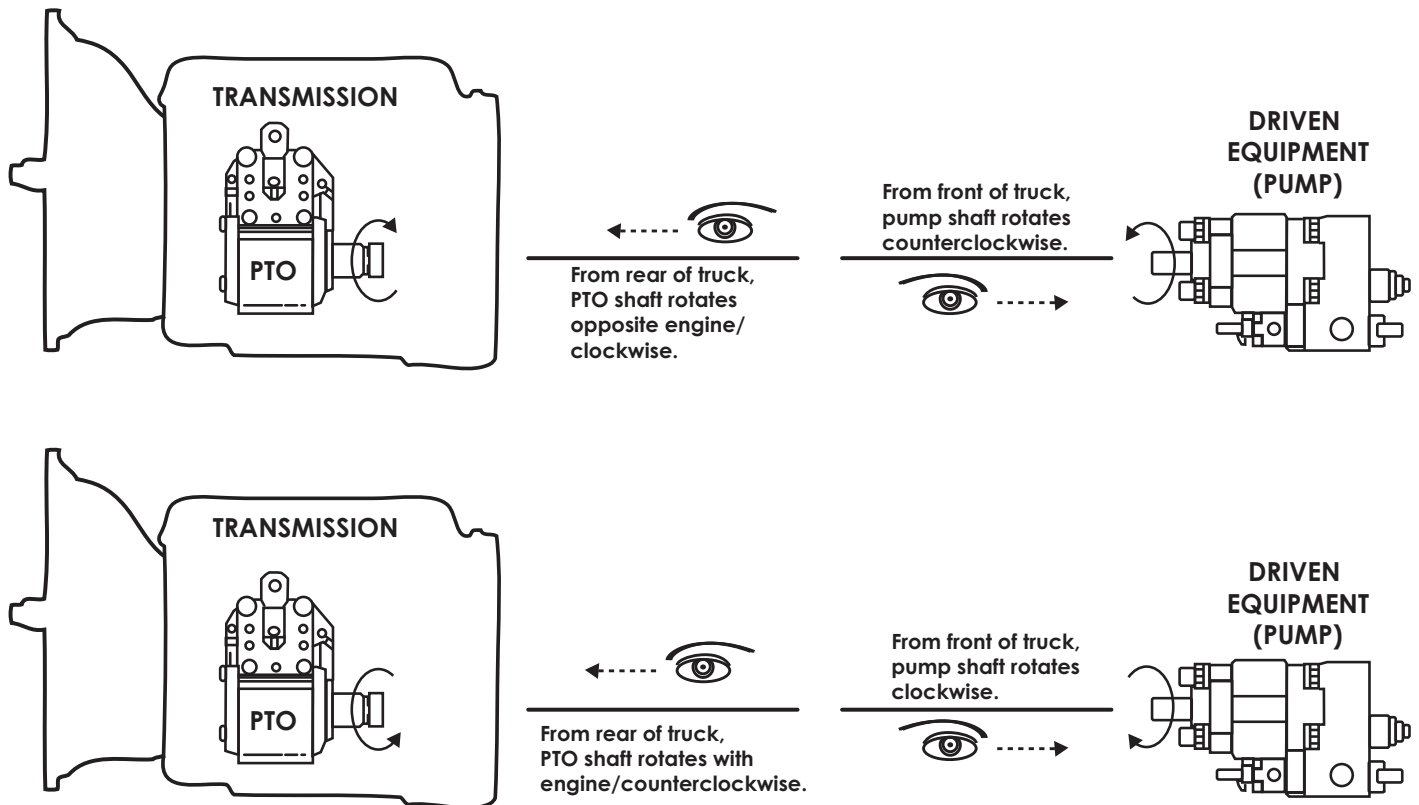 TRANSMISSION
PTO
From rear of truck,
PTO shaft rotates
opposite engine/
clockwise.
From front of truck,
pump shaft rotates
counterclockwise.
DRIVEN
EQUIPMENT
(PUMP)
TRANSMISSION
PTO
From rear of truck,
PTO shaft rotates with
engine/counterclockwise.
From front of truck,
pump shaft rotates
clockwise.
DRIVEN
EQUIPMENT
(PUMP)